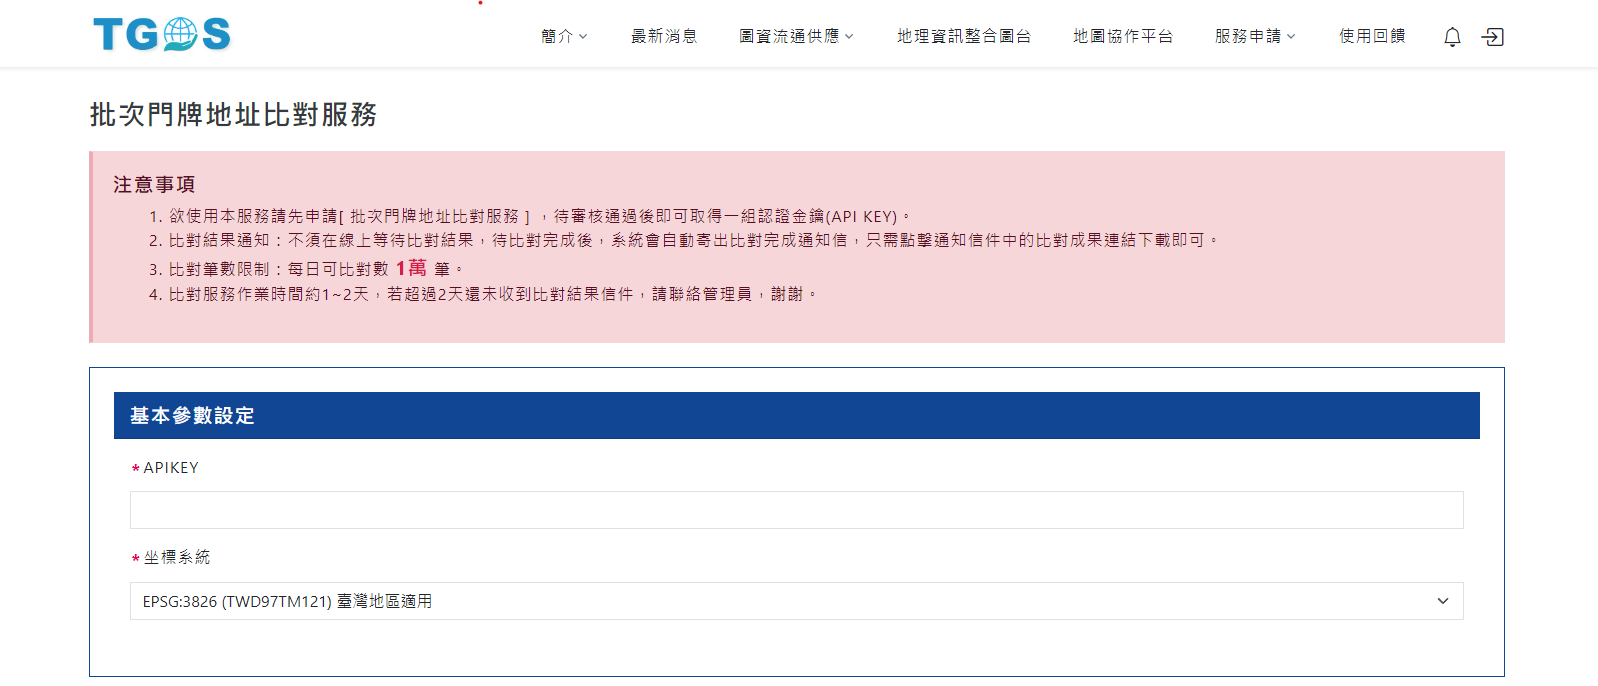 TGOS
簡介 最新消息 圖資流通供應 地理資訊整合圖台 地圖協作平台 服務申請 使用回饋
批次門牌地址比對服務
注意事項
1. 欲使用本服務請先申請[ 批次門牌地址比對服務 ] ，待審核通過後即可取得一組認證金鑰(API KEY)。
2. 比對結果通知：不須在線上等待比對結果，待比對完成後，系統會自動寄出比對完成通知信，只需點擊通知信件中的比對成果連結下載即可。
3. 比對筆數限制：每日可比對數 1萬 筆。
4. 比對服務作業時間約1~2天，若超過2天還未收到比對結果信件，請聯絡管理員，謝謝。
基本參數設定
*APIKEY
*坐標系統
EPSG:3826 (TWD97TM121) 臺灣地區適用